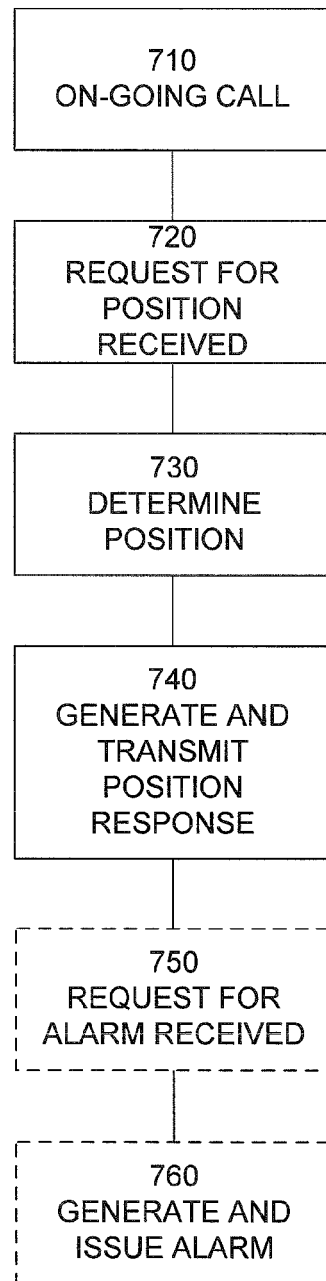 710
ON-GOING CALL
720
REQUEST FOR
POSITION
RECEIVED
730
DETERMINE
POSITION
740
GENERATE AND
TRANSMIT
POSITION
RESPONSE
750
REQUEST FOR
ALARM RECEIVED
760
GENERATE AND
ISSUE ALARM